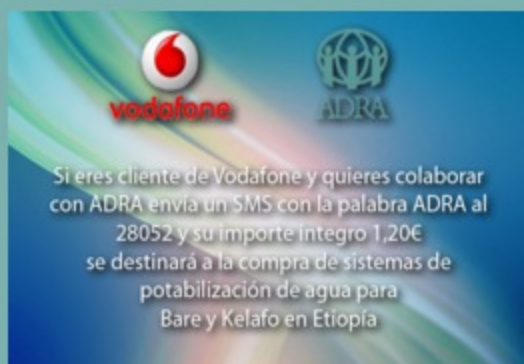 vodafone
ADRA
Si eres cliente de Vodafone y quieres colaborar
con ADRA envía un SMS con la palabra ADRA al
28052 y su importe íntegro 1,20€
se destinará a la compra de sistemas de
potabilización de agua para
Bare y Kelafo en Etiopía